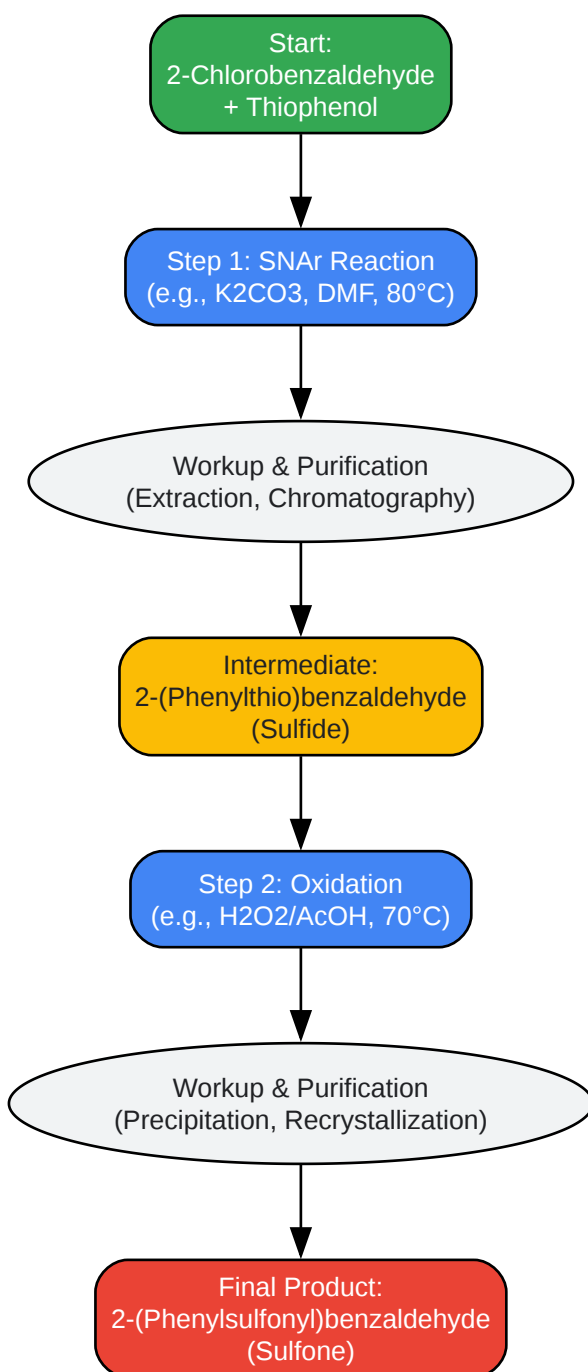 Start:
2-Chlorobenzaldehyde
+ Thiophenol
Step 1: SNAr Reaction
(e.g., K2CO3, DMF, 80°C)
Workup & Purification
(Extraction, Chromatography)
Intermediate:
2-(Phenylthio)benzaldehyde
(Sulfide)
Step 2: Oxidation
(e.g., H2O2/AcOH, 70°C)
Workup & Purification
(Precipitation, Recrystallization)
Final Product:
2-(Phenylsulfonyl)benzaldehyde
(Sulfone)